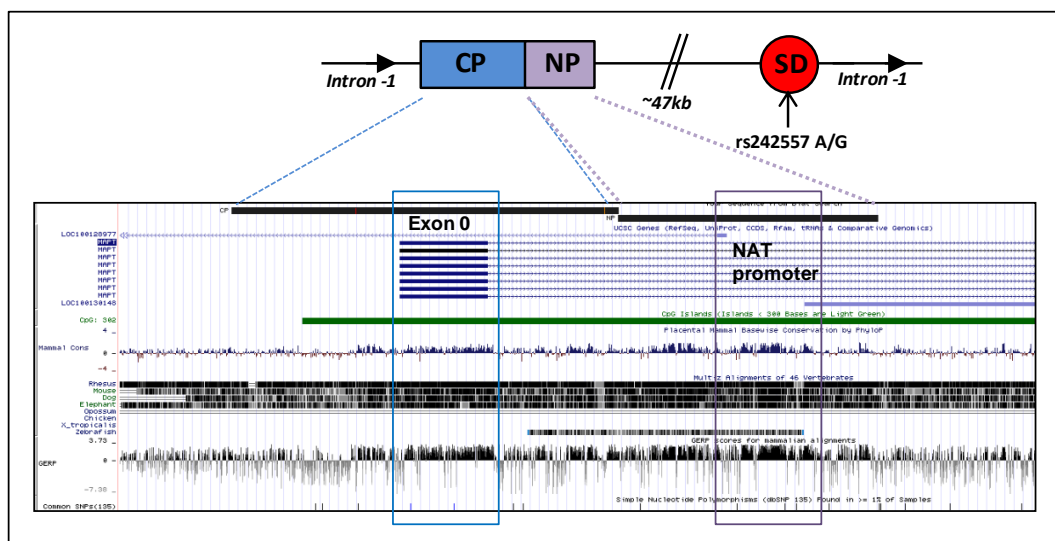 CP
NP
SD
Intron -1
~47kb
Intron -1
rs242557 A/G
CP
NP
Exon 0
UCSC Genes (RefSeq, UniProt, CCDS, Rfam, tRNAs & Comparative Genomics)
LOC100128977
MAPT
MAPT
MAPT
MAPT
MAPT
MAPT
MAPT
NAT
promoter
LOC100130148
CpG Islands (Islands < 300 Bases are Light Green)
CpG: 302
Placental Mammal Basewise Conservation by PhyloP
4 _
Mammal Cons
0 -
-4 _
Multiz Alignments of 46 Vertebrates
Rhesus
Mouse
Dog
Elephant
Opossum
Chicken
X_tropicalis
Zebrafish
GERP scores for mammalian alignments
3.73 _
0 -
GERP
-7.38 _
Simple Nucleotide Polymorphisms (dbSNP 135) Found in >= 1% of Samples
Common SNPs(135)